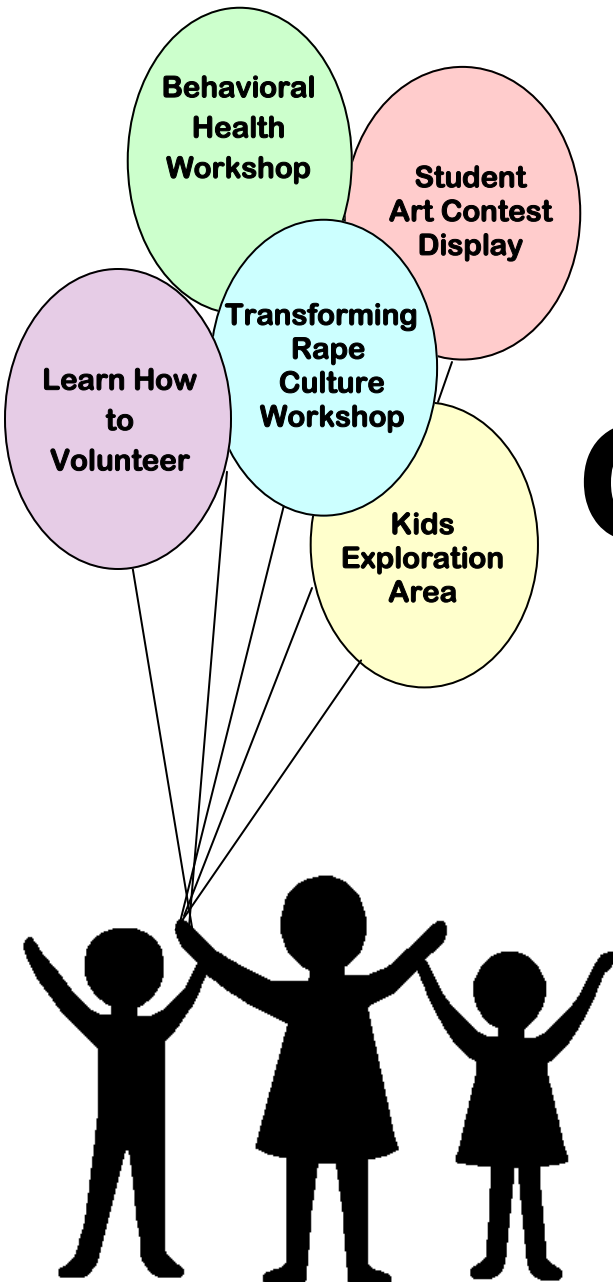 Behavioral
Health
Workshop
Student
Art Contest
Display
Transforming
Rape
Culture
Workshop
Learn How
to
Volunteer
Kids
Exploration
Area